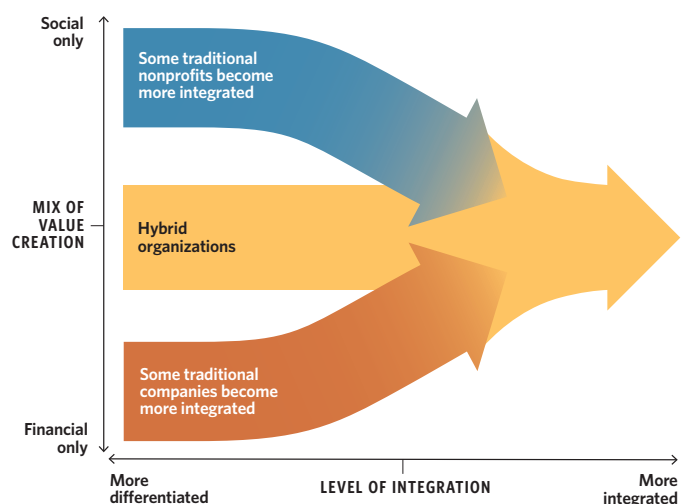 Social
only
Some traditional
nonprofits become
more integrated
MIX OF
VALUE
CREATION
Hybrid
organizations
Some traditional
companies become
more integrated
Financial
only
More
differentiated
LEVEL OF INTEGRATION
More
integrated